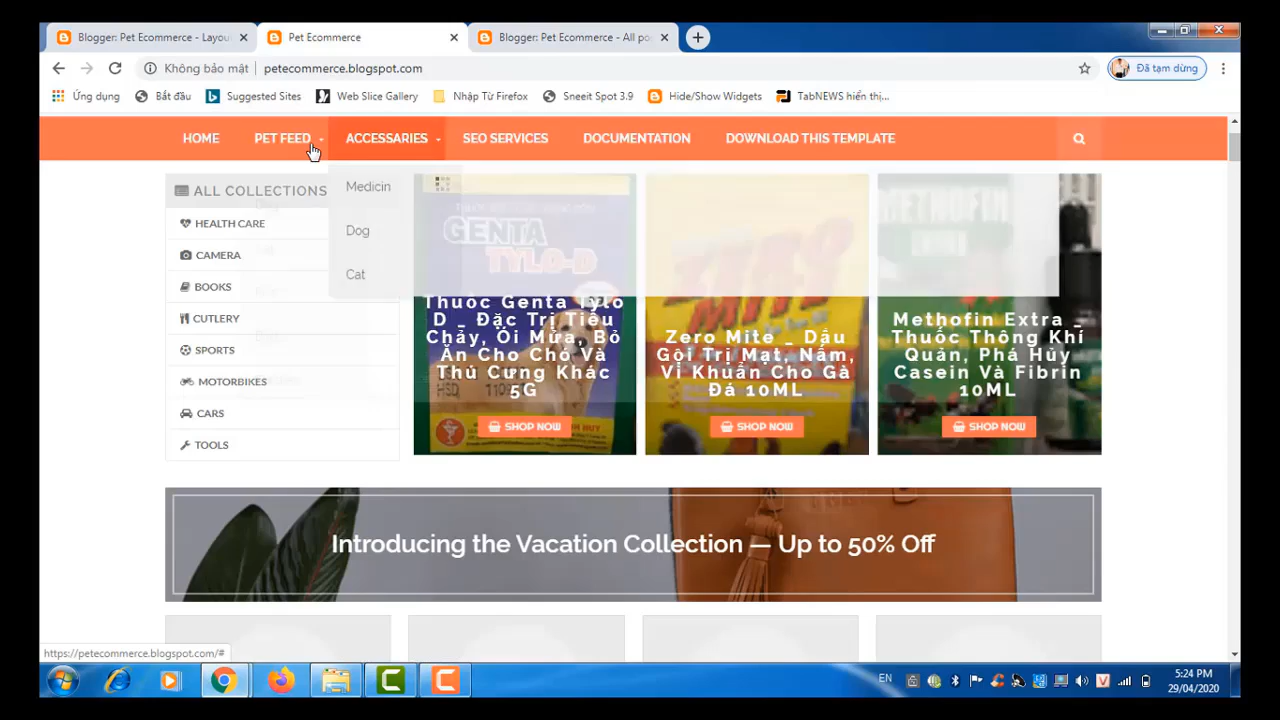 Blogger: Pet Ecommerce - Layou
Pet Ecommerce
Blogger: Pet Ecommerce - All po
Không bảo mật
petecommerce.blogspot.com
Đã tạm dừng
Ứng dụng
Bắt đầu
Suggested Sites
Web Slice Gallery
Nhập Từ Firefox
Sneeit Spot 3.9
Hide/Show Widgets
TabNEWS hiển thị...
HOME
PET FEED
ACCESSARIES
SEO SERVICES
DOCUMENTATION
DOWNLOAD THIS TEMPLATE
ALL COLLECTIONS
HEALTH CARE
CAMERA
BOOKS
CUTLERY
SPORTS
MOTORBIKES
CARS
TOOLS
Medicin
Dog
Cat
GENTA
TYLO-D
Thuốc Genta Tylo
D _ Đặc Trị Tiêu
Chảy, Ói Mửa, Bỏ
Ăn Cho Chó Và
Thú Cưng Khác
5G
SHOP NOW
ZERO
MITE
Zero Mite _ Dầu
Gội Trị Mạt, Nấm,
Vi Khuẩn Cho Gà
Đá 10ML
SHOP NOW
METHOFIN
Methofin Extra _
Thuốc Thông Khí
Quản, Phá Hủy
Casein Và Fibrin
10ML
SHOP NOW
Introducing the Vacation Collection — Up to 50% Off
https://petecommerce.blogspot.com/#
EN
5:24 PM
29/04/2020